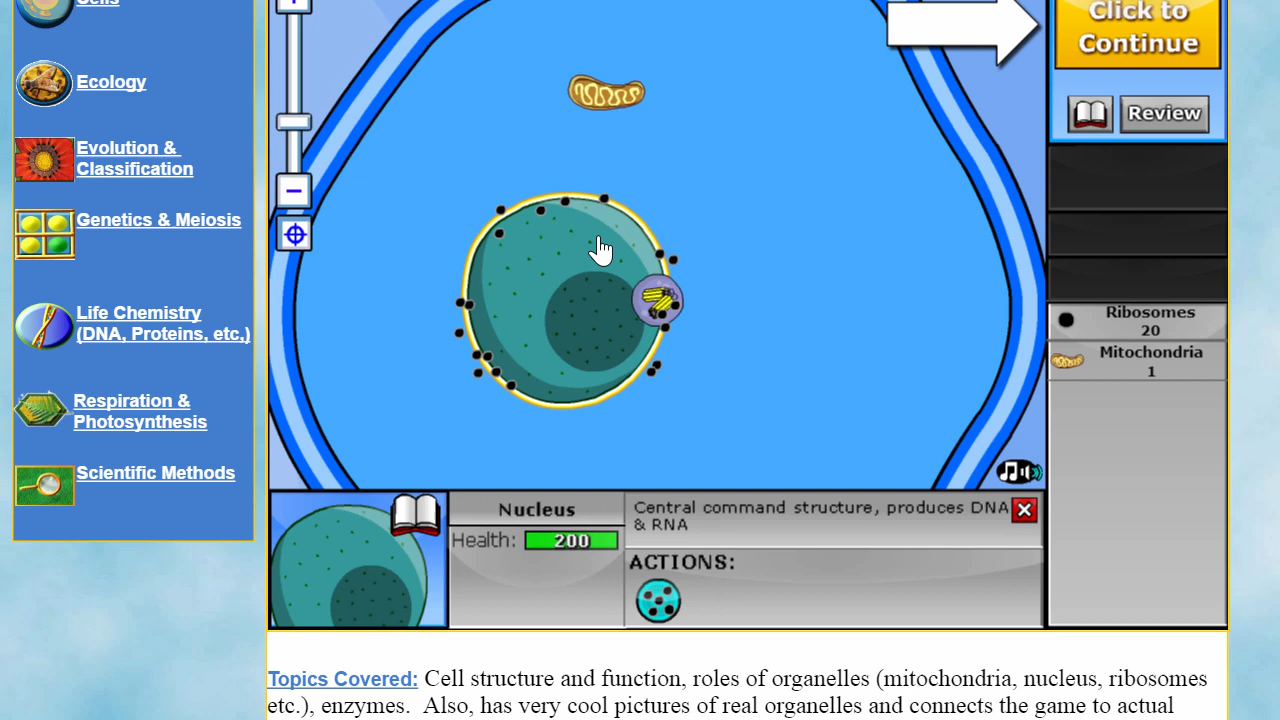 Cells
Ecology
Evolution &
Classification
Genetics & Meiosis
Life Chemistry
(DNA, Proteins, etc,)
Respiration &
Photosynthesis
Scientific Methods
+
−
Click to
Continue
Review
Ribosomes
20
Mitochondria
1
Nucleus
Health: 200
Central command structure, produces DNA
& RNA
X
ACTIONS:
Topics Covered: Cell structure and function, roles of organelles (mitochondria, nucleus, ribosomes
etc.), enzymes. Also, has very cool pictures of real organelles and connects the game to actual